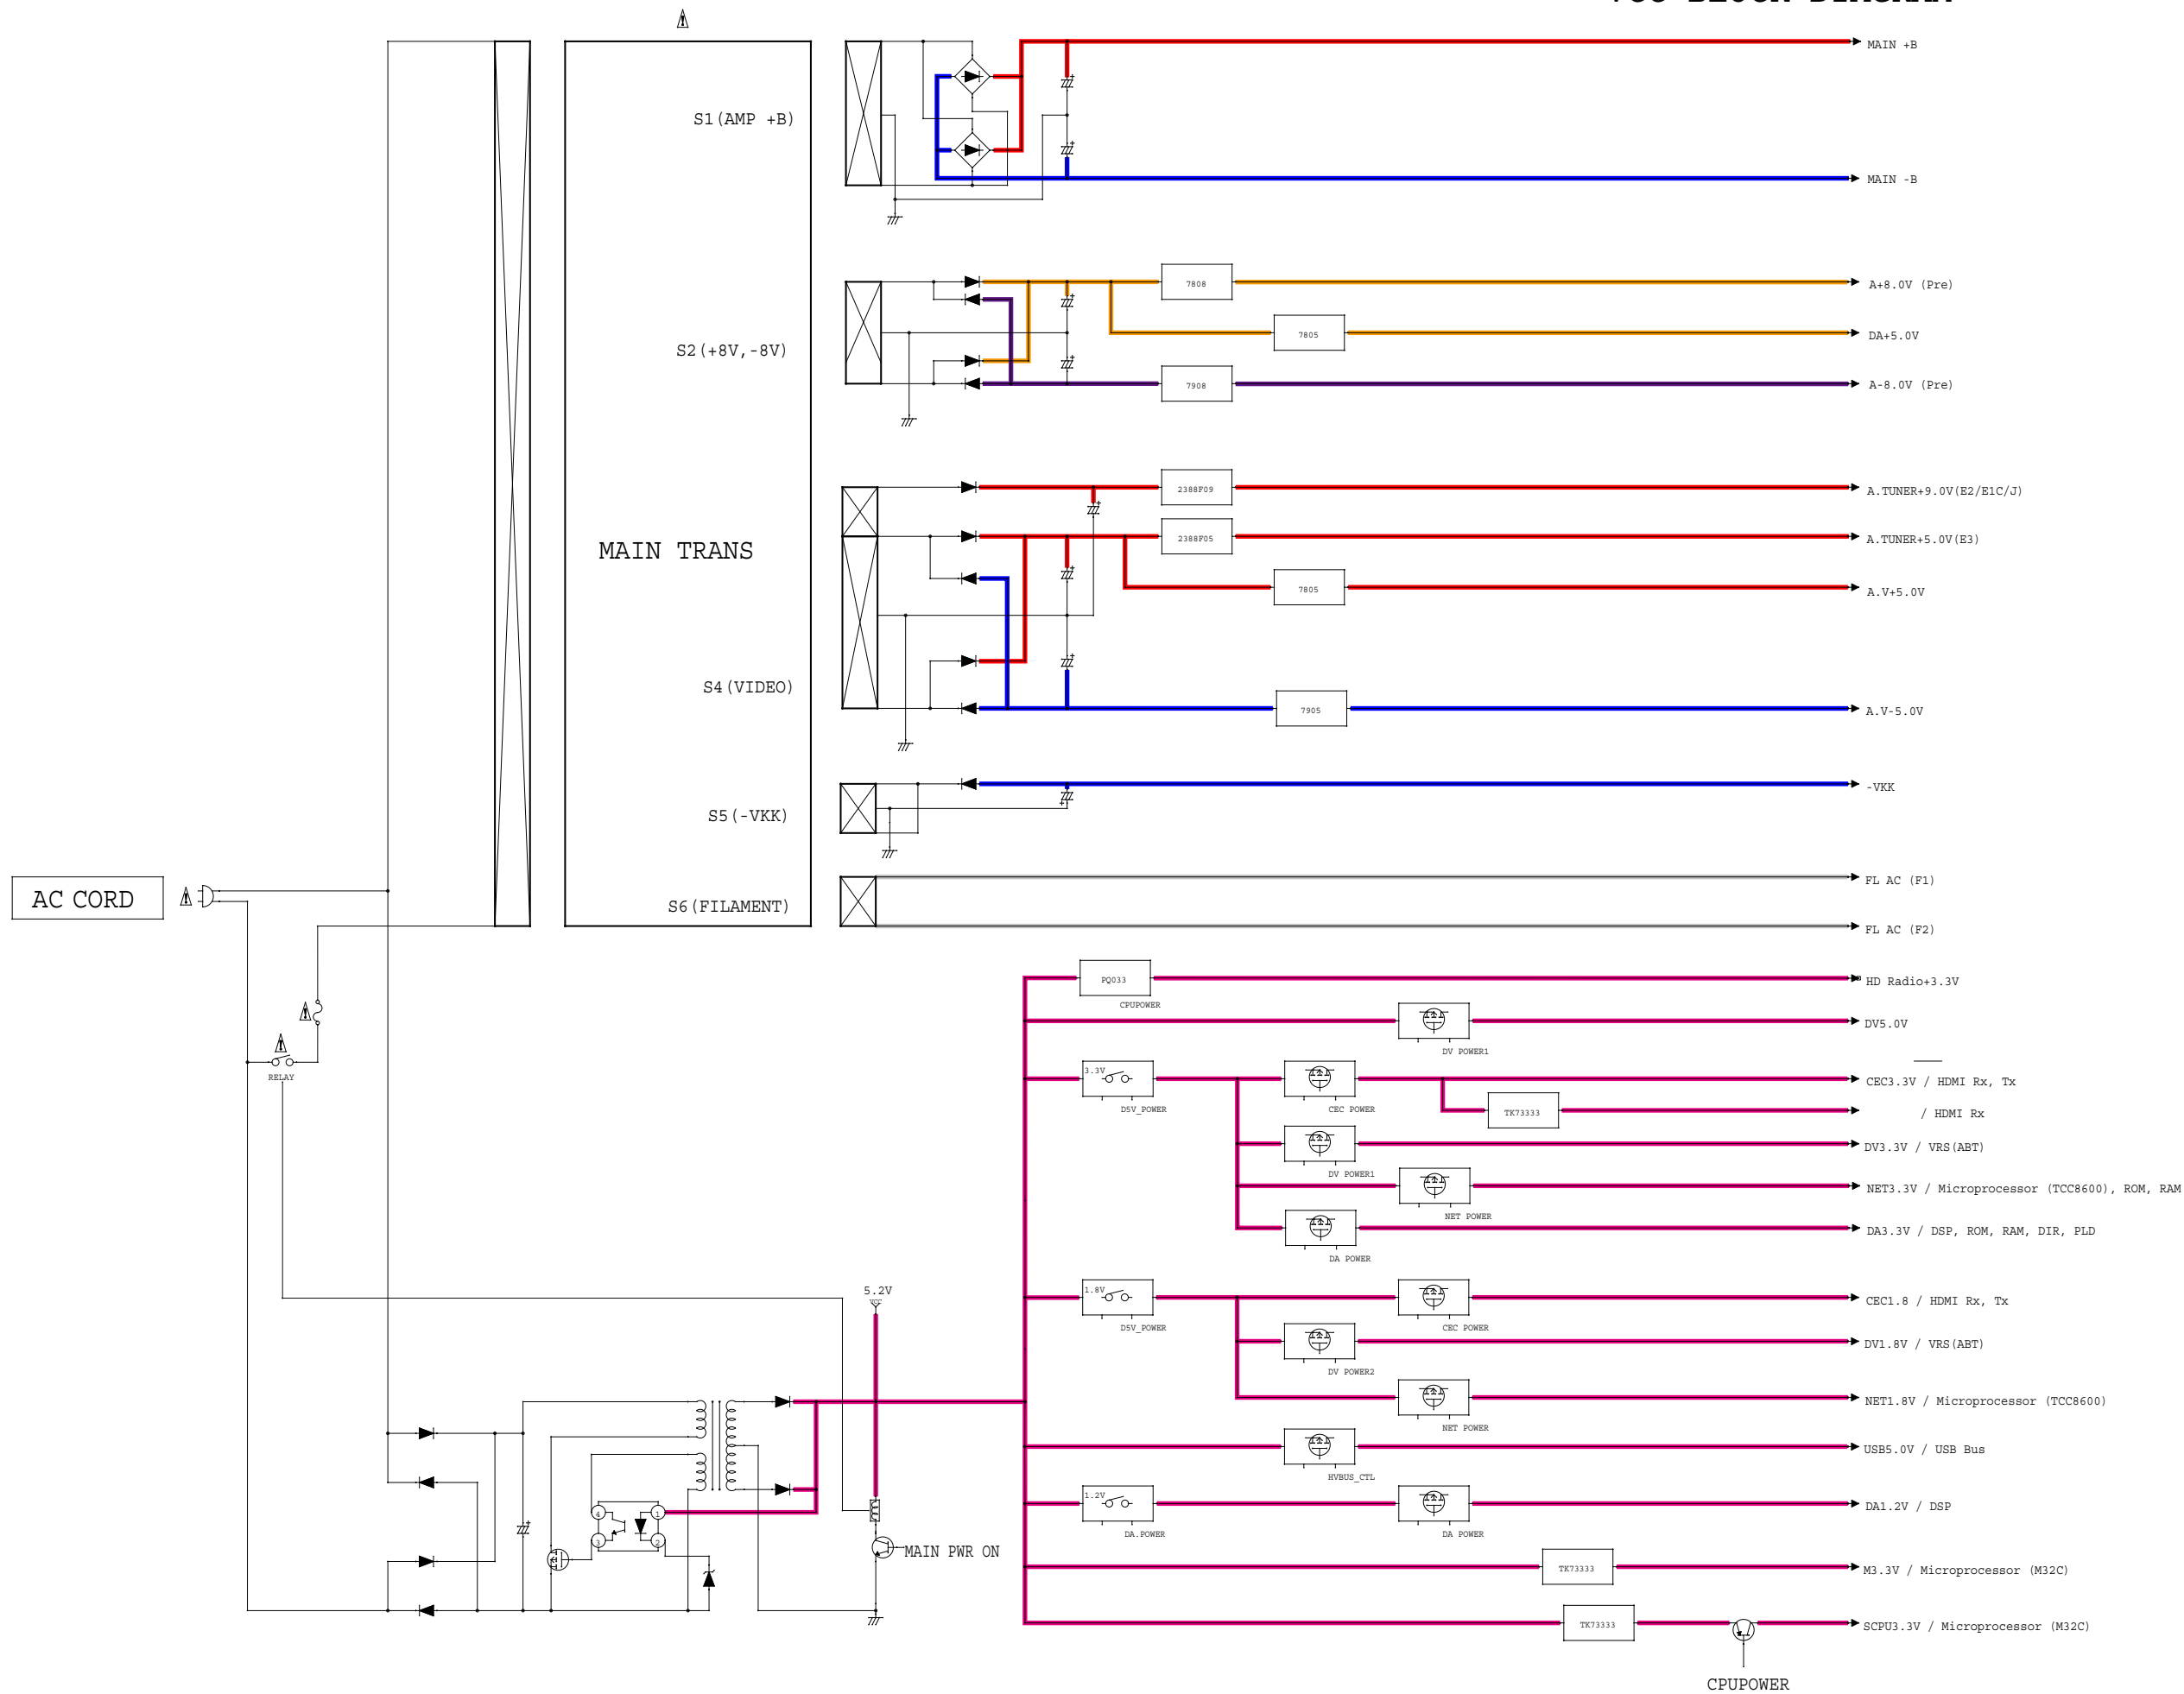 MAIN +B
S1(AMP +B)
MAIN -B
7808
A+8.0V (Pre)
7805
DA+5.0V
S2(+8V,-8V)
7908
A-8.0V (Pre)
2388F09
A.TUNER+9.0V(E2/E1C/J)
MAIN TRANS
2388F05
A.TUNER+5.0V(E3)
7805
A.V+5.0V
S4(VIDEO)
7905
A.V-5.0V
-VKK
S5(-VKK)
AC CORD
FL AC (F1)
S6(FILAMENT)
FL AC (F2)
PQ033
HD Radio+3.3V
CPUPOWER
DV5.0V
DV POWER1
RELAY
3.3V
CEC3.3V / HDMI Rx, Tx
D5V_POWER
CEC POWER
TK73333
/ HDMI Rx
DV3.3V / VRS(ABT)
DV POWER1
NET3.3V / Microprocessor (TCC8600), ROM, RAM
NET POWER
DA3.3V / DSP, ROM, RAM, DIR, PLD
DA POWER
5.2V
VCC
1.8V
CEC1.8 / HDMI Rx, Tx
D5V_POWER
CEC POWER
DV1.8V / VRS(ABT)
DV POWER2
NET1.8V / Microprocessor (TCC8600)
NET POWER
USB5.0V / USB Bus
HVBUS_CTL
1.2V
DA1.2V / DSP
DA.POWER
DA POWER
4
1
3
2
MAIN PWR ON
TK73333
M3.3V / Microprocessor (M32C)
TK73333
SCPU3.3V / Microprocessor (M32C)
CPUPOWER